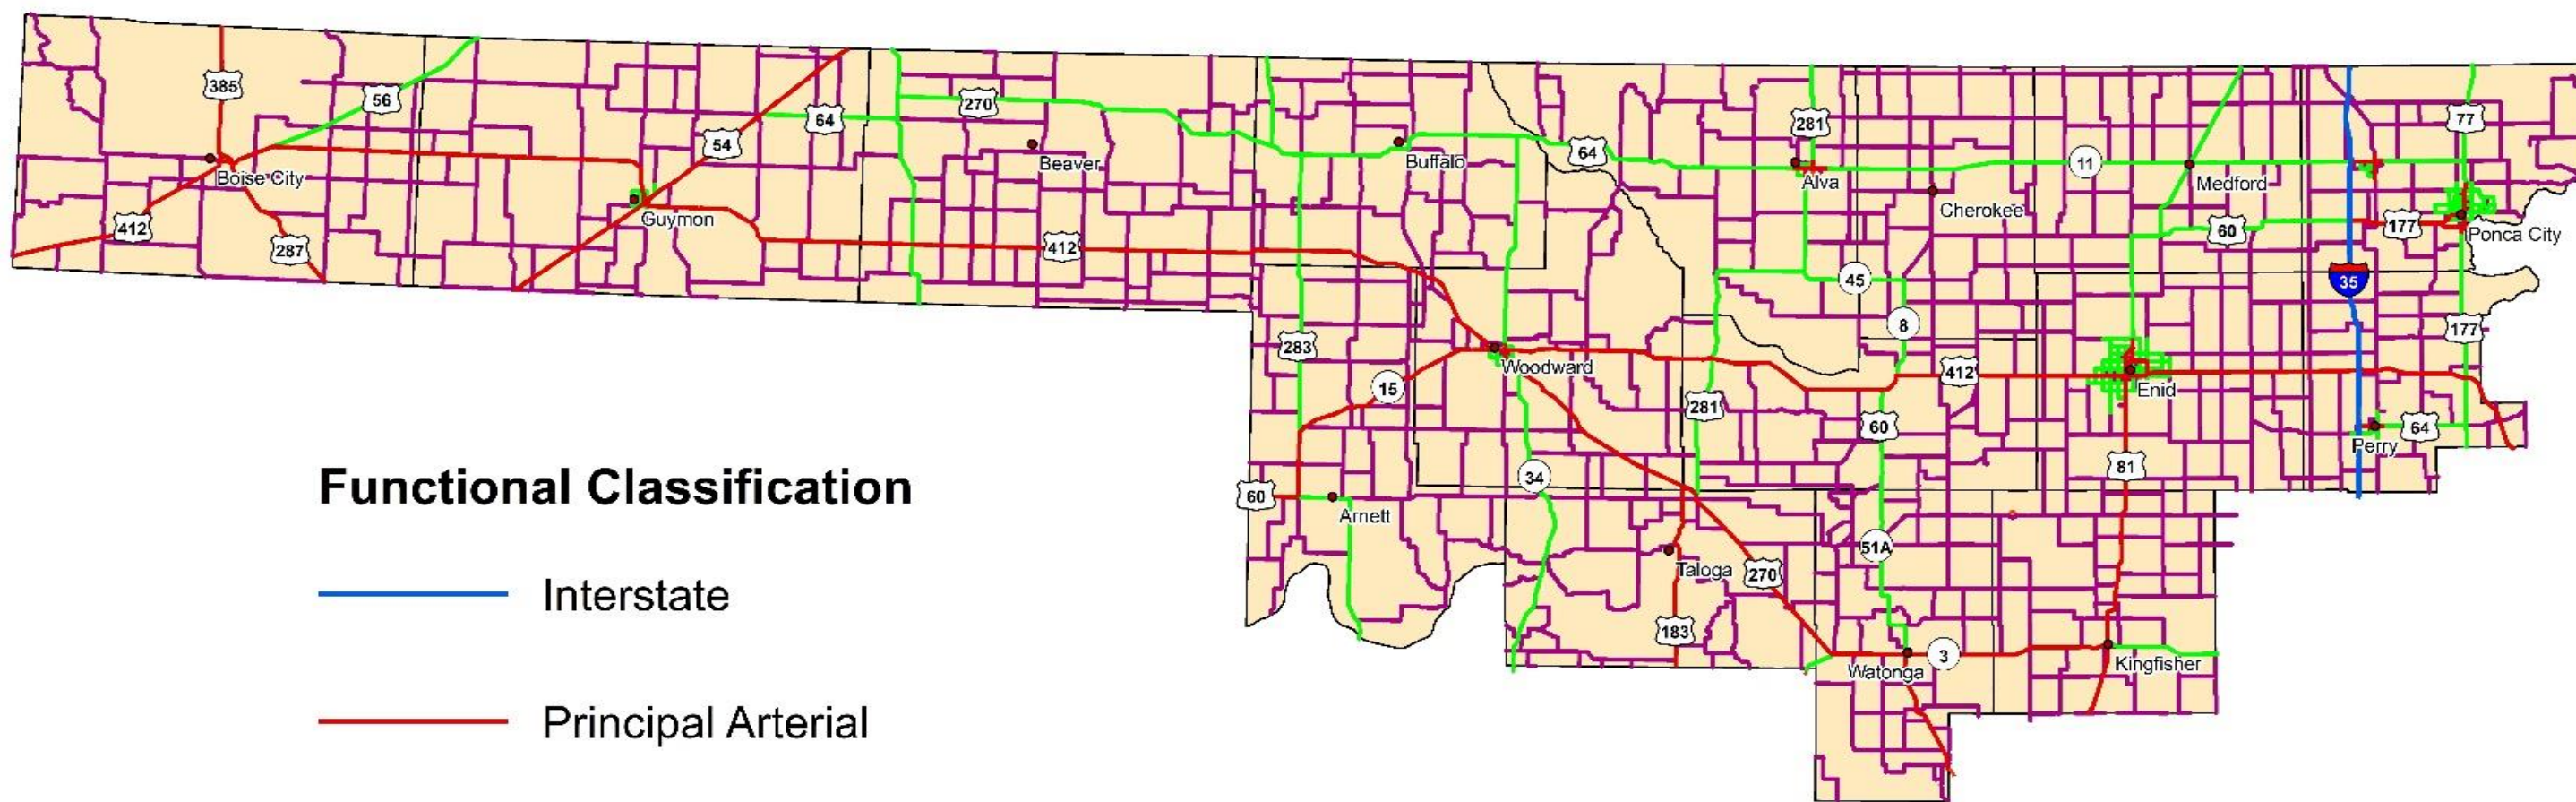 385
56
64
270
54
Beaver
Boise City
412
287
Guymon
412
Buffalo
64
281
Alva
11
Cherokee
Medford
77
60
177
Ponca City
45
35
8
177
283
Woodward
15
281
412
Enid
60
64
Perry
81
34
60
Arnett
51A
Taloga
270
183
Watonga
3
Kingfisher
Functional Classification
Interstate
Principal Arterial